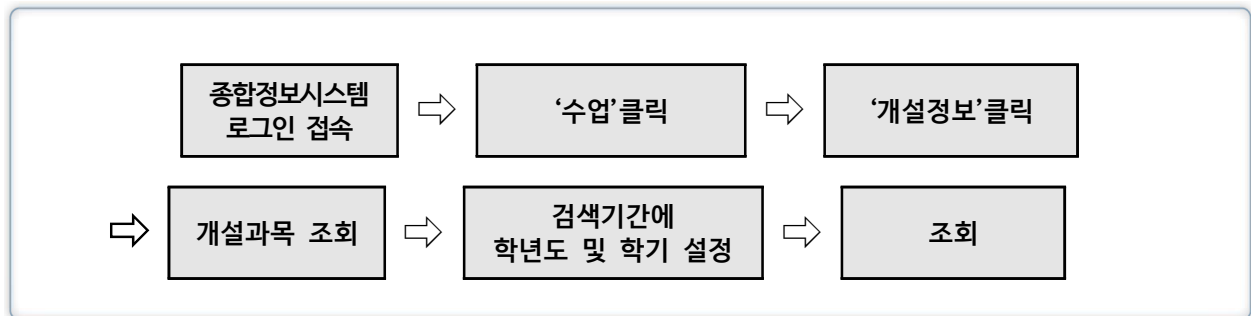 종합정보시스템
로그인 접속
⇨
‘수업’클릭
⇨
‘개설정보’클릭
⇨
개설과목 조회
⇨
검색기간에
학년도 및 학기 설정
⇨
조회